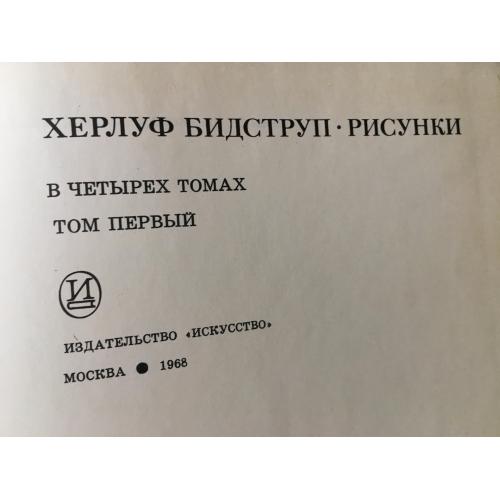 ХЕРЛУФ БИДСТРУП · РИСУНКИ
В ЧЕТЫРЕХ ТОМАХ
ТОМ ПЕРВЫЙ
И
ИЗДАТЕЛЬСТВО «ИСКУССТВО»
МОСКВА ● 1968